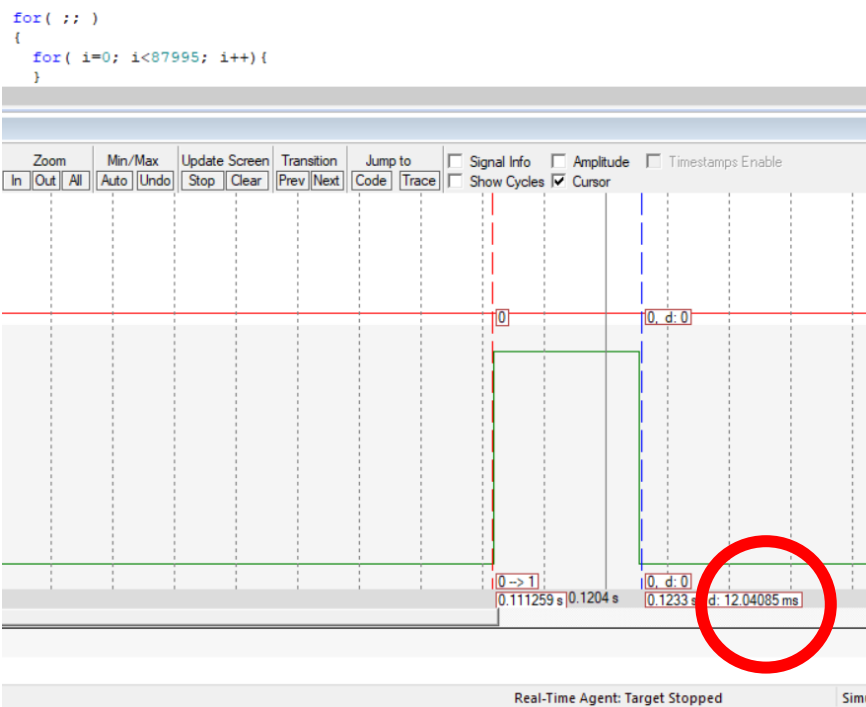 for( ;; )
{
for( i=0; i<87995; i++){
}
Zoom Min/Max Update Screen Transition Jump to Signal Info Amplitude Timestamps Enable
In Out All Auto Undo Stop Clear Prev Next Code Trace Show Cycles Cursor
0 0, d: 0
0 --> 1 0, d: 0
0.111259 s 0.1204 s 0.1233 s d: 12.04085 ms
Real-Time Agent: Target Stopped